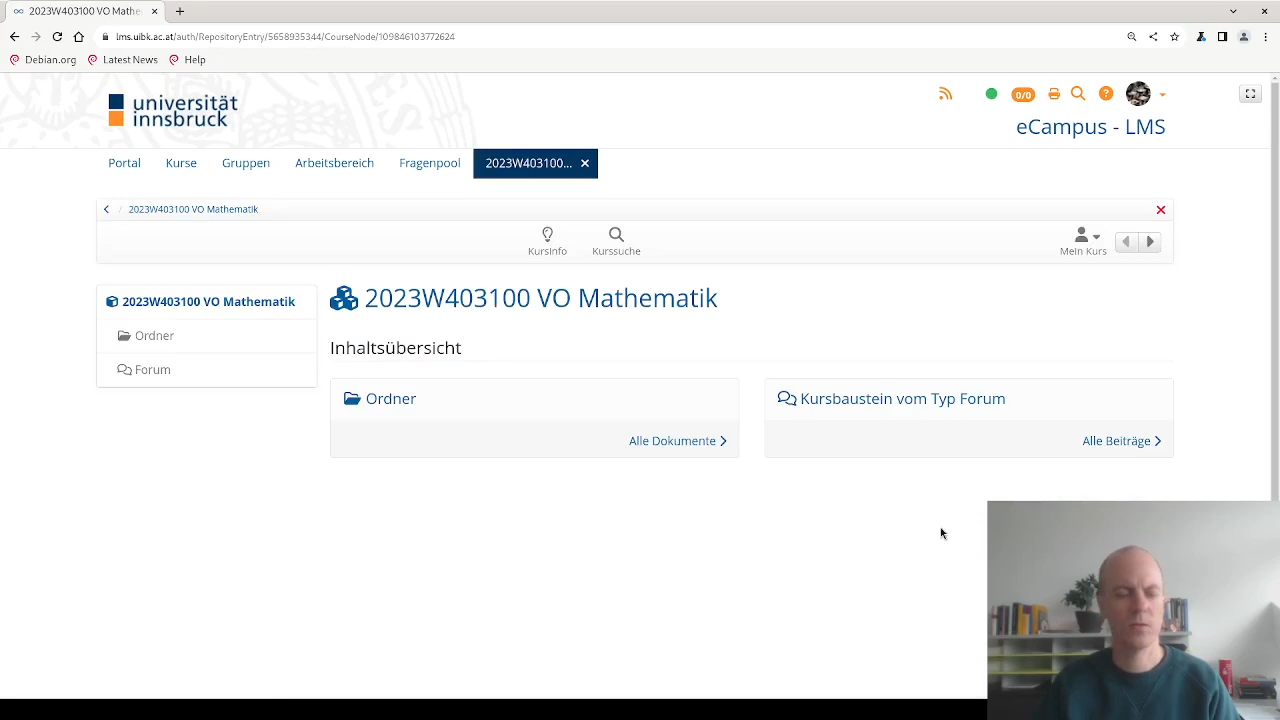 2023W403100 VO Mathe
lms.uibk.ac.at/auth/RepositoryEntry/5658935344/CourseNode/109846103772624
Debian.org Latest News Help
universität
innsbruck
0/0
eCampus - LMS
Portal Kurse Gruppen Arbeitsbereich Fragenpool 2023W403100...
2023W403100 VO Mathematik
KursInfo Kurssuche Mein Kurs
2023W403100 VO Mathematik
Ordner
Forum
2023W403100 VO Mathematik
Inhaltsübersicht
Ordner
Alle Dokumente
Kursbaustein vom Typ Forum
Alle Beiträge